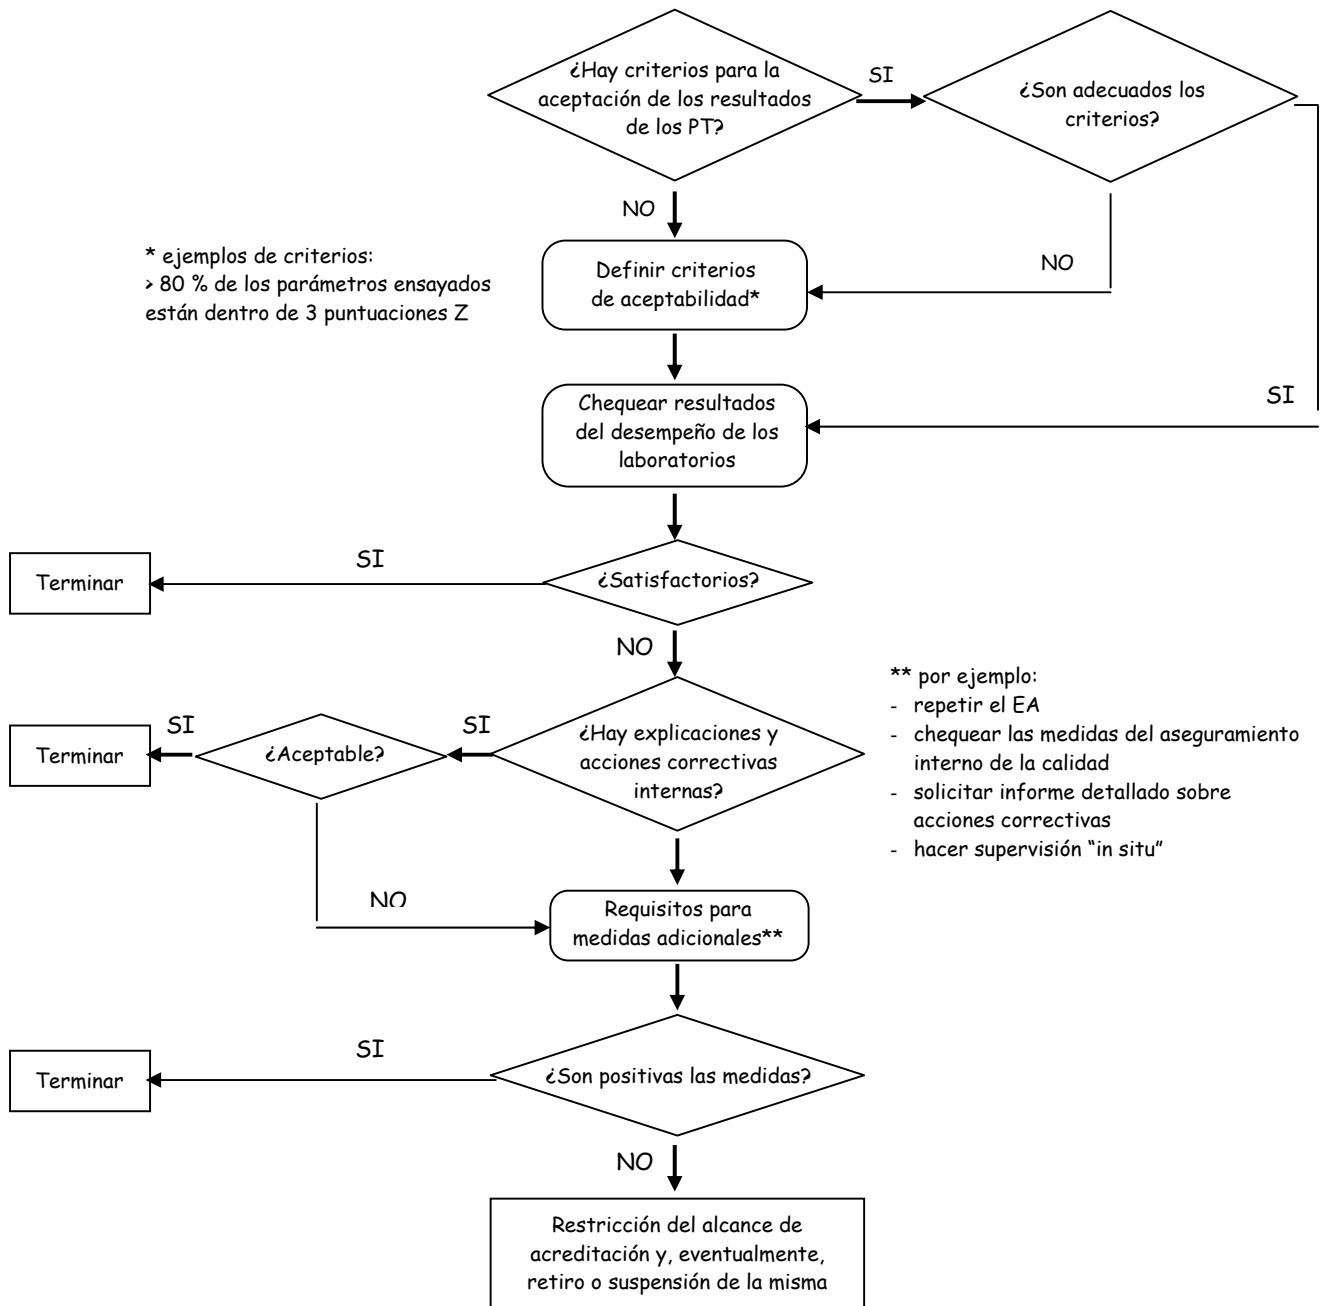 ¿Hay criterios para la
aceptación de los resultados
de los PT?
SI
¿Son adecuados los
criterios?
NO
* ejemplos de criterios:
> 80 % de los parámetros ensayados
están dentro de 3 puntuaciones Z
Definir criterios
de aceptabilidad*
NO
Chequear resultados
del desempeño de los
laboratorios
SI
SI
Terminar
¿Satisfactorios?
NO
** por ejemplo:
- repetir el EA
- chequear las medidas del aseguramiento
interno de la calidad
- solicitar informe detallado sobre
acciones correctivas
- hacer supervisión “in situ”
Terminar
SI
¿Aceptable?
SI
¿Hay explicaciones y
acciones correctivas
internas?
NO
Requisitos para
medidas adicionales**
SI
Terminar
¿Son positivas las medidas?
NO
Restricción del alcance de
acreditación y, eventualmente,
retiro o suspensión de la misma